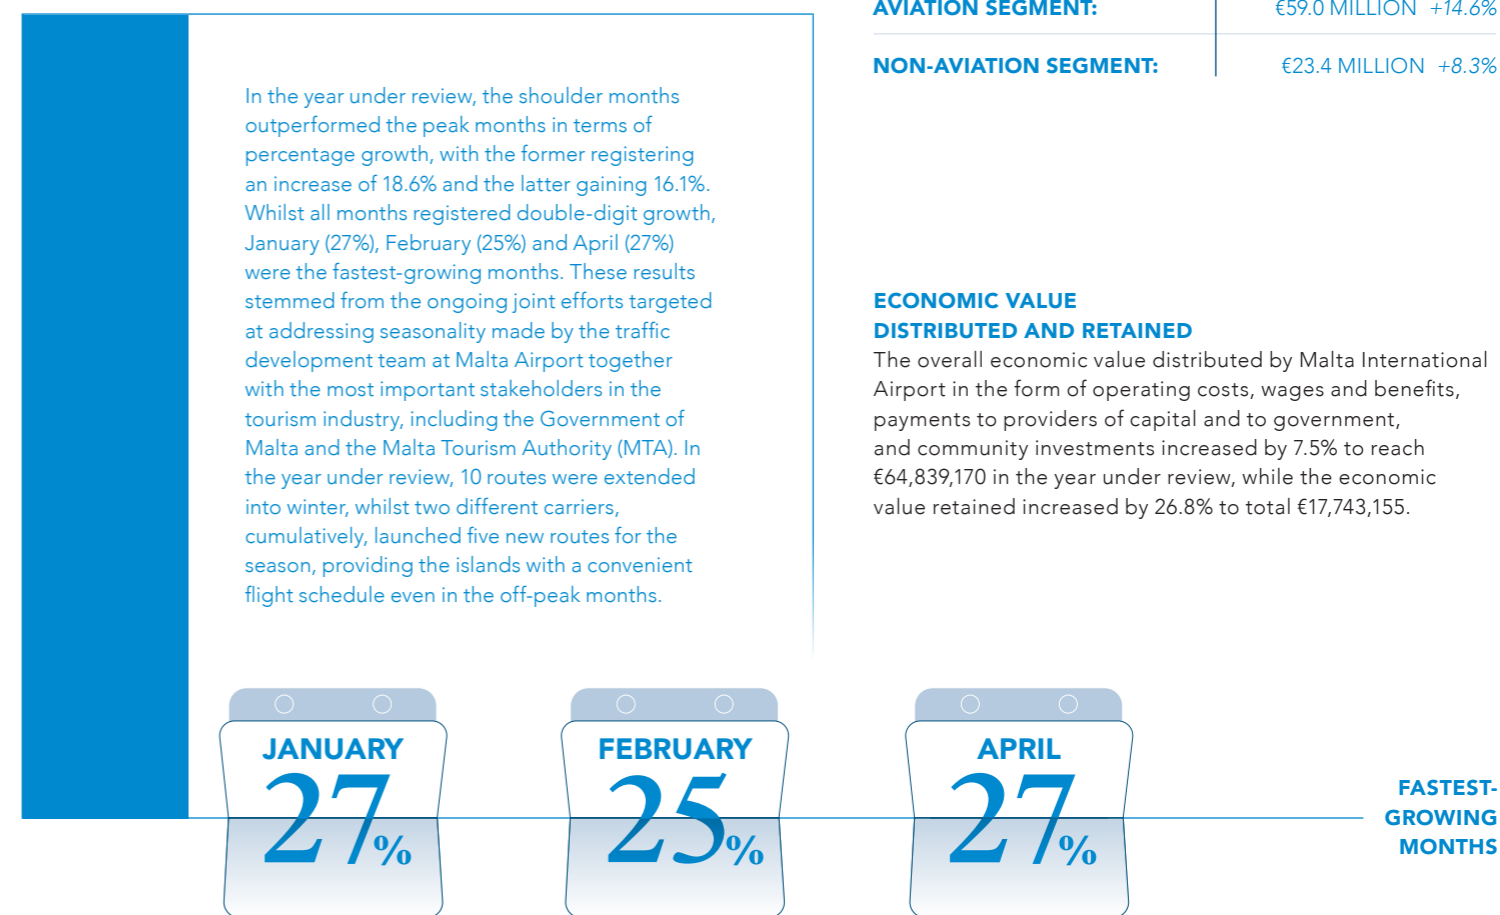 AVIATION SEGMENT: €59.0 MILLION +14.6%
NON-AVIATION SEGMENT: €23.4 MILLION +8.3%
In the year under review, the shoulder months
outperformed the peak months in terms of
percentage growth, with the former registering
an increase of 18.6% and the latter gaining 16.1%.
Whilst all months registered double-digit growth,
January (27%), February (25%) and April (27%)
were the fastest-growing months. These results
stemmed from the ongoing joint efforts targeted
at addressing seasonality made by the traffic
development team at Malta Airport together
with the most important stakeholders in the
tourism industry, including the Government of
Malta and the Malta Tourism Authority (MTA). In
the year under review, 10 routes were extended
into winter, whilst two different carriers,
cumulatively, launched five new routes for the
season, providing the islands with a convenient
flight schedule even in the off-peak months.
ECONOMIC VALUE
DISTRIBUTED AND RETAINED
The overall economic value distributed by Malta International
Airport in the form of operating costs, wages and benefits,
payments to providers of capital and to government,
and community investments increased by 7.5% to reach
€64,839,170 in the year under review, while the economic
value retained increased by 26.8% to total €17,743,155.
JANUARY
27%
FEBRUARY
25%
APRIL
27%
FASTEST-
GROWING
MONTHS